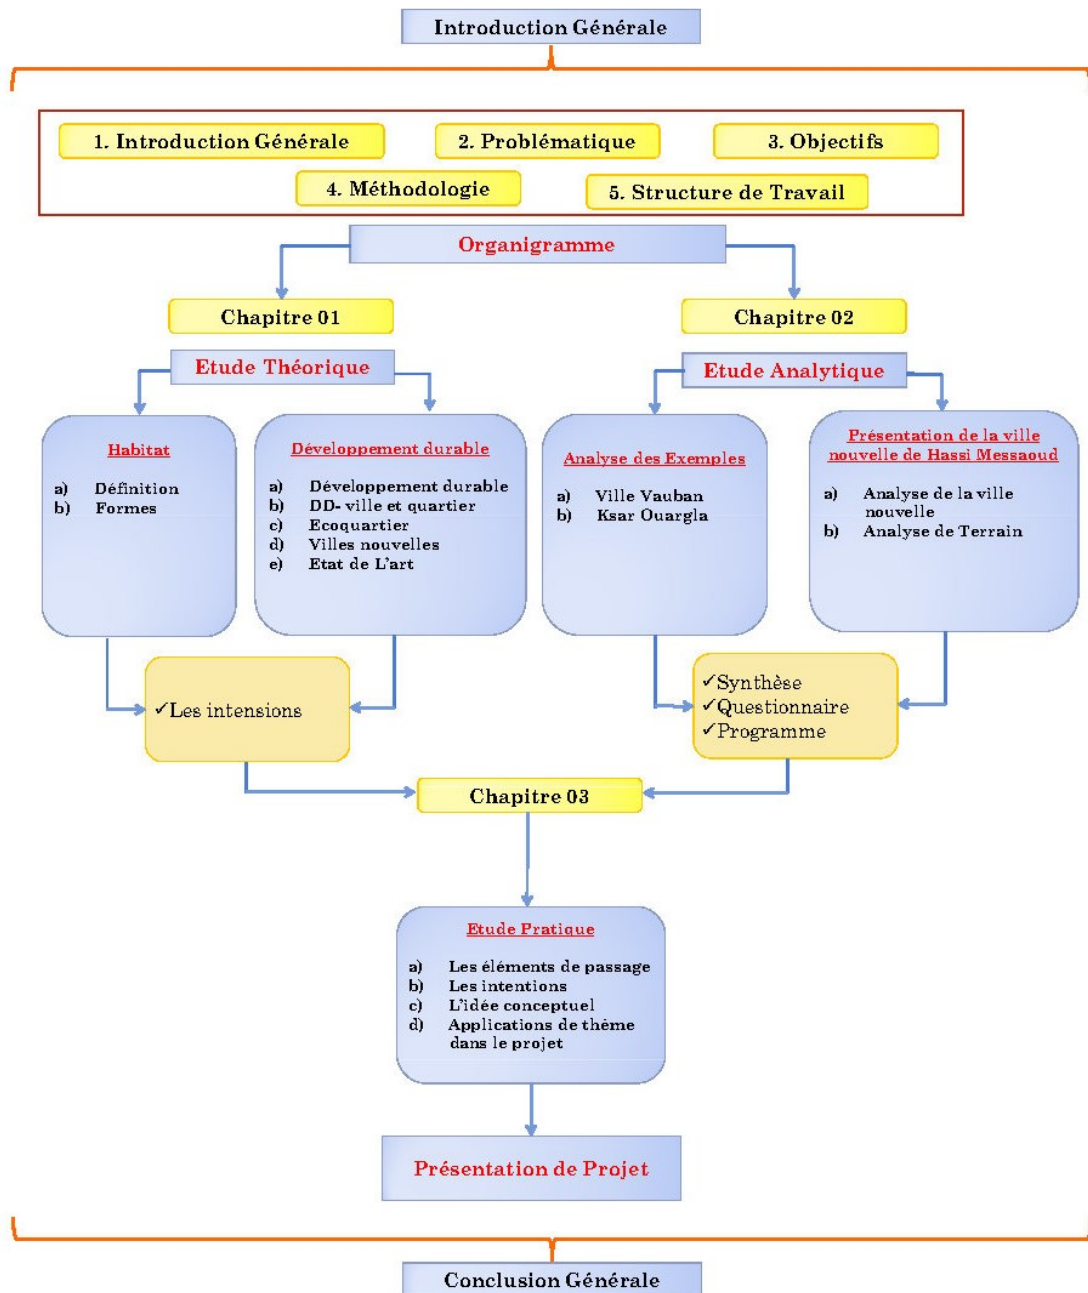 Introduction Générale
1. Introduction Générale
2. Problématique
3. Objectifs
4. Méthodologie
5. Structure de Travail
Organigramme
Chapitre 01
Chapitre 02
Etude Théorique
Etude Analytique
Habitat
a) Définition
b) Formes
Développement durable
a) Développement durable
b) DD- ville et quartier
c) Ecoquartier
d) Villes nouvelles
e) Etat de L'art
Analyse des Exemples
a) Ville Vauban
b) Ksar Ouargla
Présentation de la ville
nouvelle de Hassi Messaoud
a) Analyse de la ville
nouvelle
b) Analyse de Terrain
✓Les intensions
✓Synthèse
✓Questionnaire
✓Programme
Chapitre 03
Etude Pratique
a) Les éléments de passage
b) Les intentions
c) L'idée conceptuel
d) Applications de thême
dans le projet
Présentation de Projet
Conclusion Générale